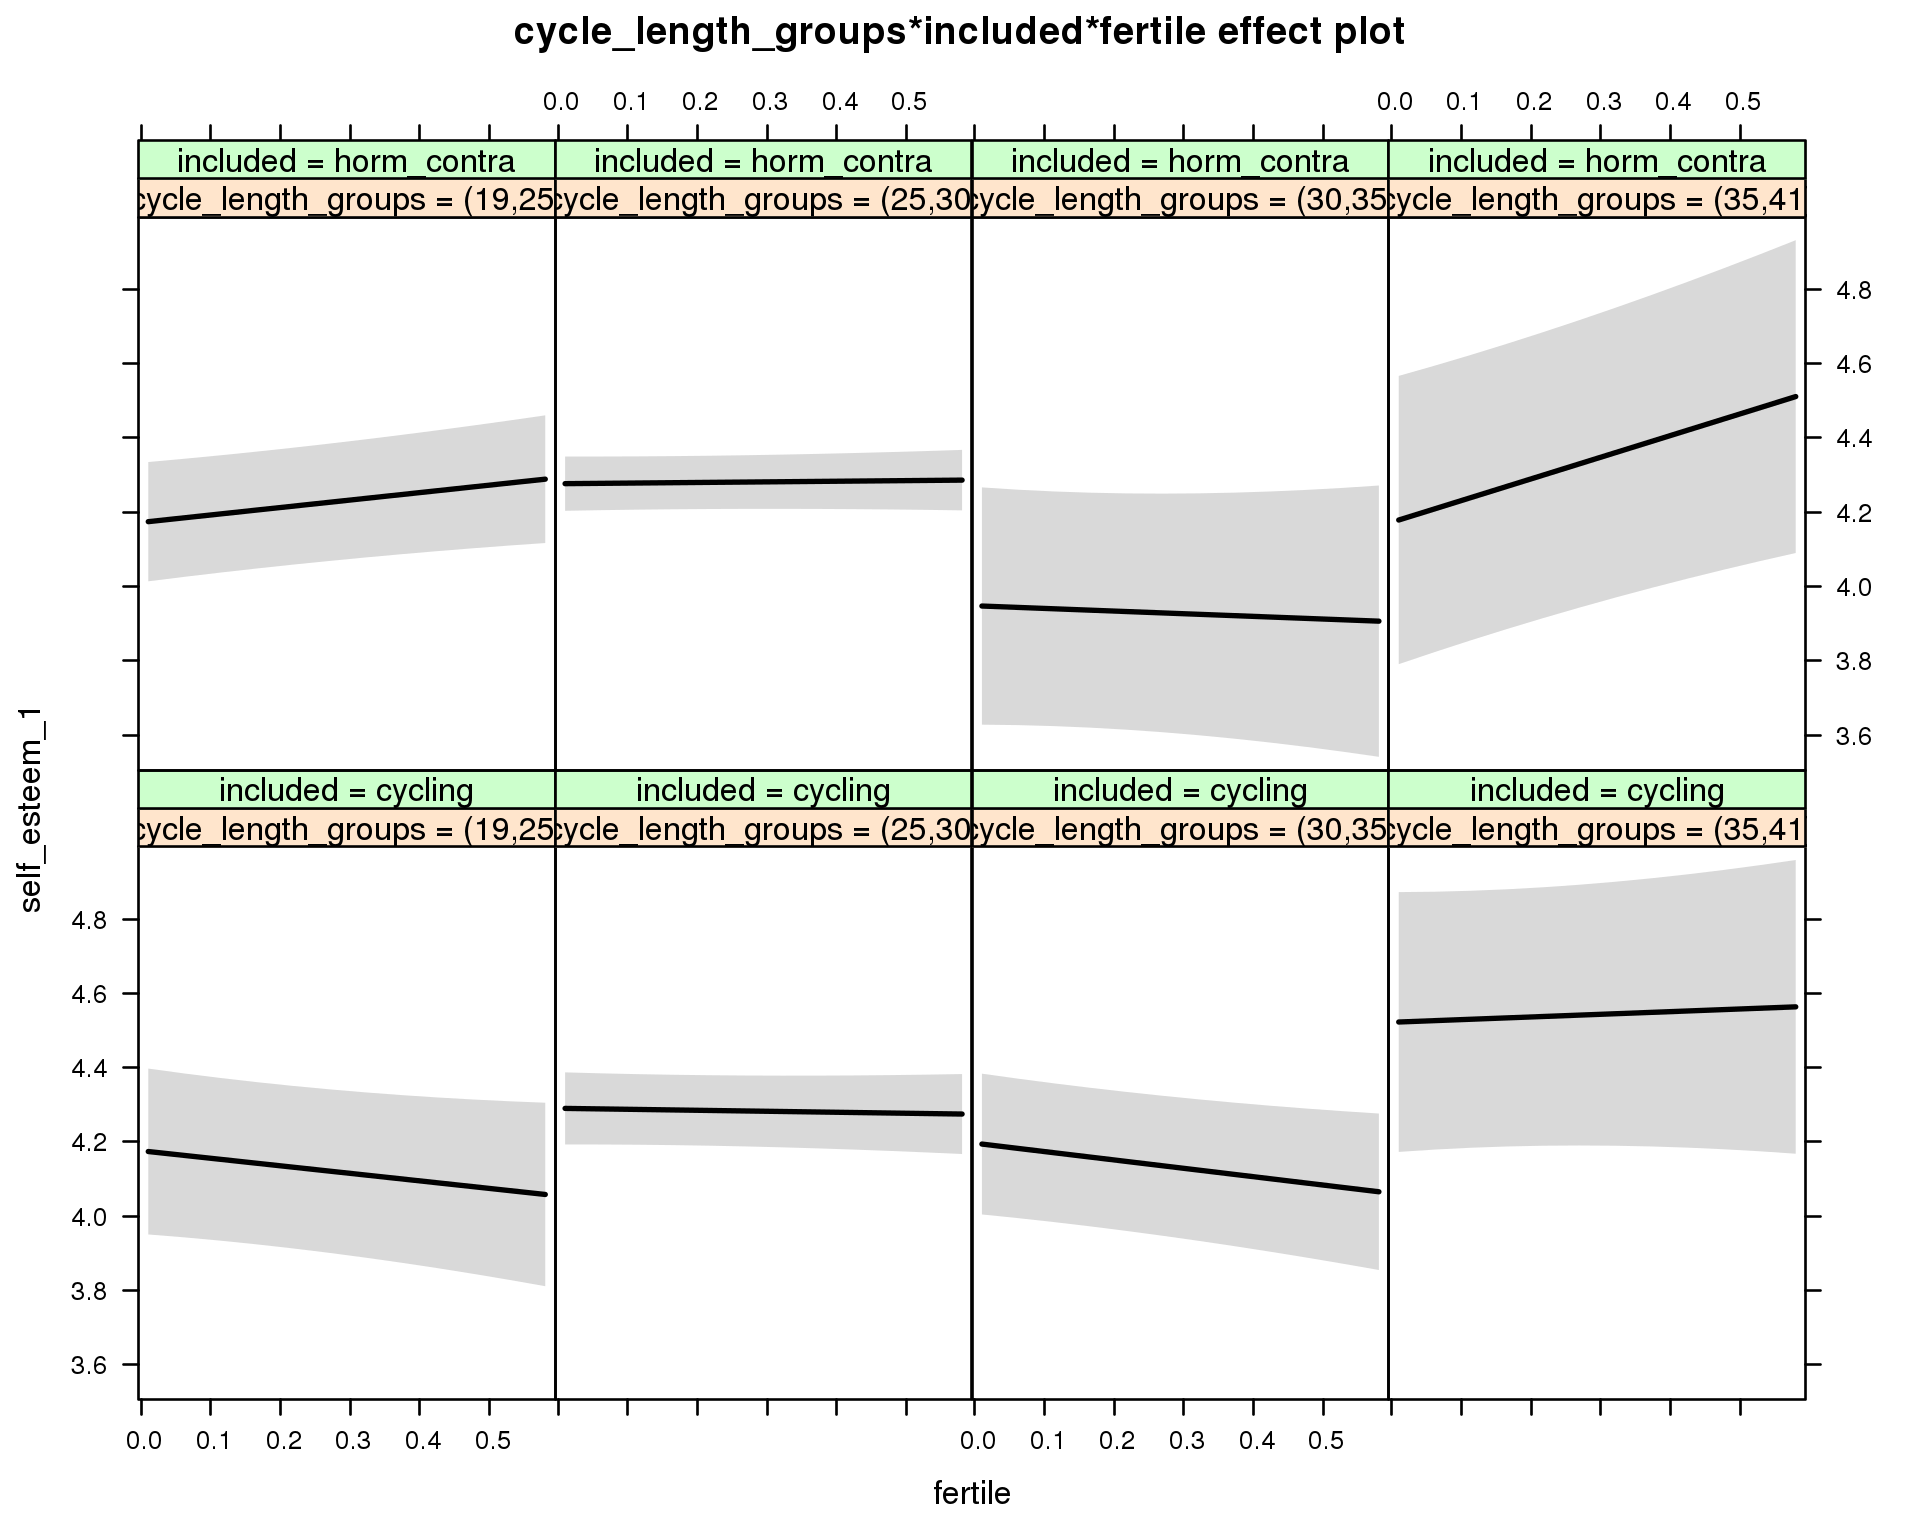 cycle_length_groups*included*fertile effect plot
0.0 0.1 0.2 0.3 0.4 0.5 0.0 0.1 0.2 0.3 0.4 0.5
included = horm_contra included = horm_contra included = horm_contra included = horm_contra
cycle_length_groups = (19,25 cycle_length_groups = (25,30 cycle_length_groups = (30,35 cycle_length_groups = (35,41
4.8
4.6
4.4
4.2
4.0
3.8
3.6
self_esteem_1
included = cycling included = cycling included = cycling included = cycling
cycle_length_groups = (19,25 cycle_length_groups = (25,30 cycle_length_groups = (30,35 cycle_length_groups = (35,41
4.8
4.6
4.4
4.2
4.0
3.8
3.6
0.0 0.1 0.2 0.3 0.4 0.5 0.0 0.1 0.2 0.3 0.4 0.5
fertile